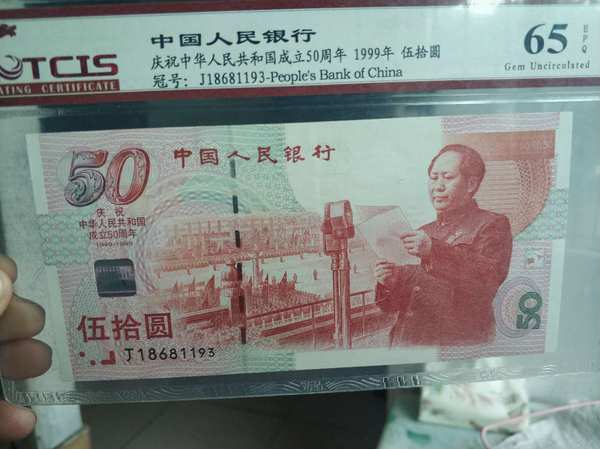 中国人民银行
庆祝中华人民共和国成立50周年 1999年 伍拾圆
冠号：J18681193-People's Bank of China
TCIS
ATING CERTIFICATE
65
EPQ
Gem Uncirculated
50
中国人民银行
庆祝
中华人民共和国
成立50周年
1949-1999
伍拾圆
J18681193
50